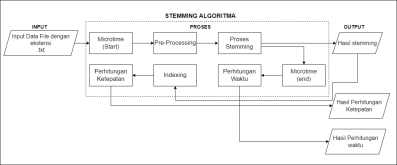 STEMMING ALGORITMA
INPUT
PROSES
OUTPUT
Input Data File dengan
ekstensi
.txt
Microtime
(Start)
Pre-Processing
Proses
Stemming
Hasil stemming
Perhitungan
Ketepatan
Indexing
Perhitungan
Waktu
Microtime
(end)
Hasil Perhitungan
Ketepatan
Hasil Perhitungan
waktu